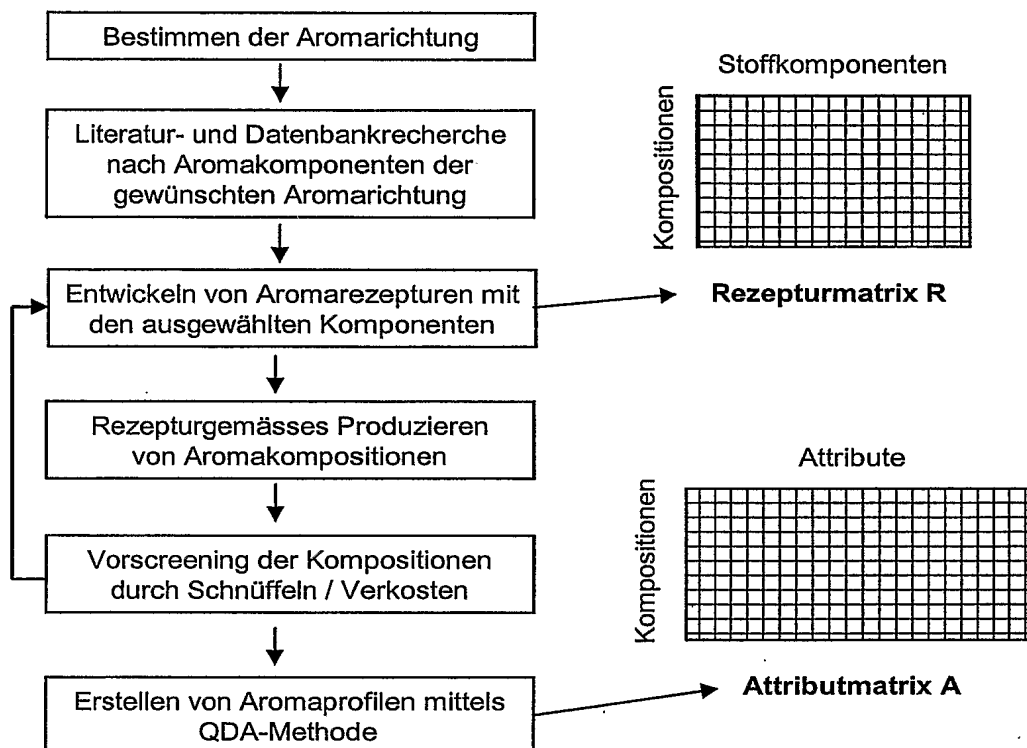 Bestimmen der Aromarichtung
Literatur- und Datenbankrecherche
nach Aromakomponenten der
gewünschten Aromarichtung
Entwickeln von Aromarezepturen mit
den ausgewählten Komponenten
Rezepturgemässes Produzieren
von Aromakompositionen
Vorscreening der Kompositionen
durch Schnüffeln / Verkosten
Erstellen von Aromaprofilen mittels
QDA-Methode
Stoffkomponenten
Kompositionen
Rezepturmatrix R
Attribute
Kompositionen
Attributmatrix A